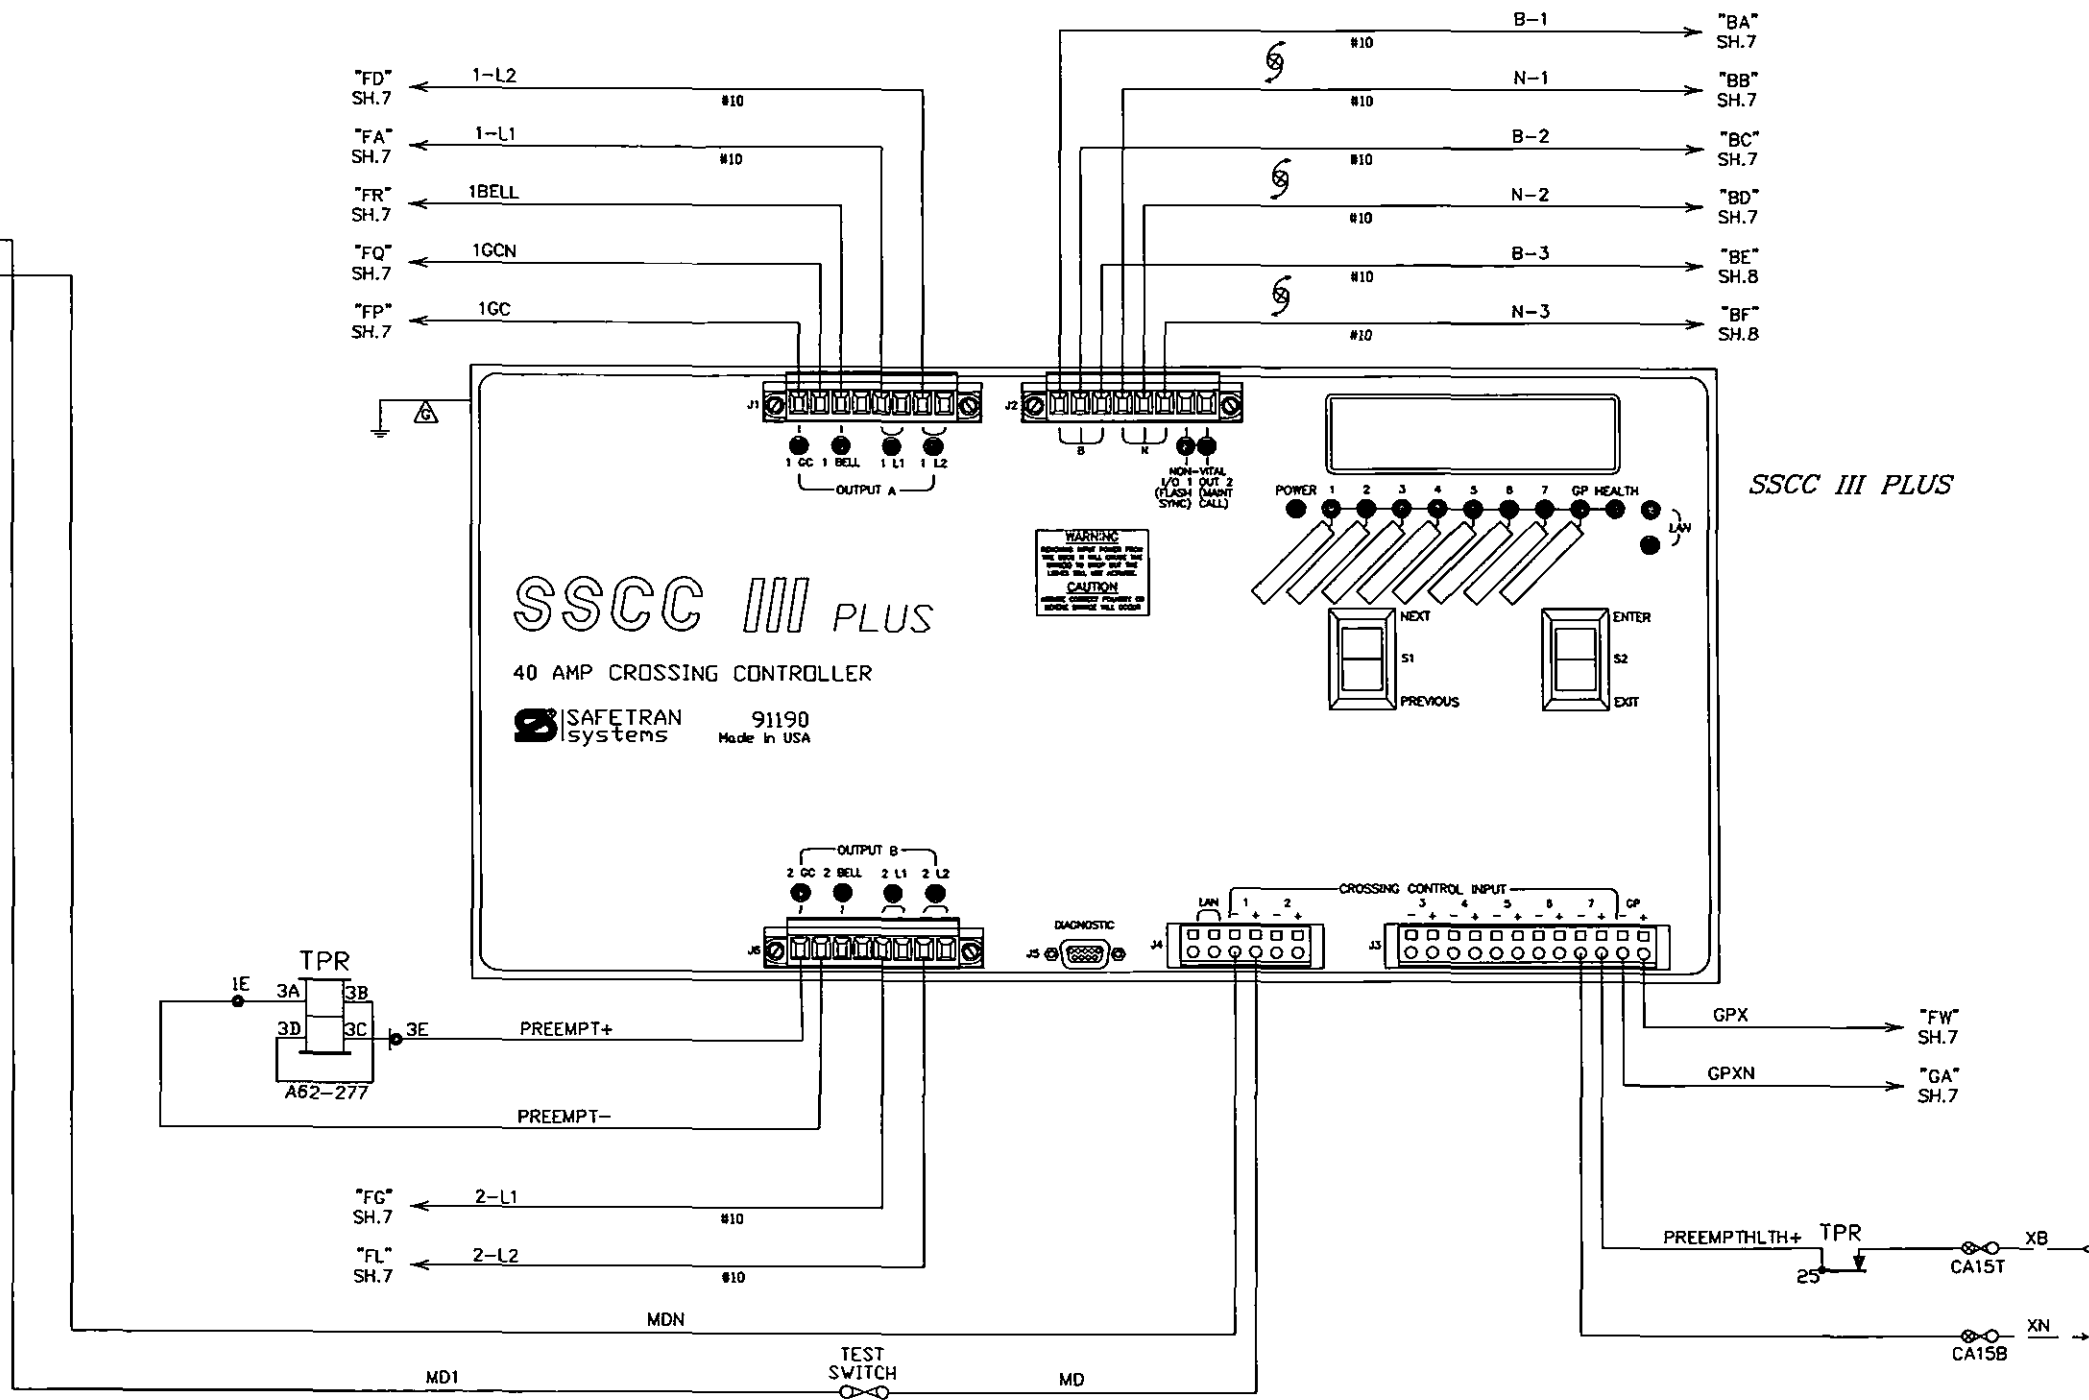 "FD" SH.7 1-L2 #10
"FA" SH.7 1-L1 #10
"FR" SH.7 1BELL
"FQ" SH.7 1GCN
"FP" SH.7 1GC
B-1 #10 "BA" SH.7
N-1 #10 "BB" SH.7
B-2 #10 "BC" SH.7
N-2 #10 "BD" SH.7
B-3 #10 "BE" SH.8
N-3 #10 "BF" SH.8
G
J1
1 GC 1 BELL 1 L1 1 L2
OUTPUT A
J2
B N
NON-VITAL
I/O 1 OUT 2
(FLASH (MAINT
SYNC) CALL)
POWER 1 2 3 4 5 6 7 GP HEALTH
LAN
SSCC III PLUS
WARNING
CAUTION
NEXT
S1
PREVIOUS
ENTER
S2
EXIT
SSCC III PLUS
40 AMP CROSSING CONTROLLER
SAFETRAN systems
91190
Made in USA
OUTPUT B
2 GC 2 BELL 2 L1 2 L2
J6
DIAGNOSTIC
J5
CROSSING CONTROL INPUT
LAN 1 2
- + - +
J4
3 4 5 6 7 GP
- + - + - + - + - + - +
J3
TPR
1E 3A 3B
3D 3C 3E
A62-277
PREEMPT+
PREEMPT-
"FG" SH.7 2-L1 #10
"FL" SH.7 2-L2 #10
GPX "FW" SH.7
GPXN "GA" SH.7
PREEMPTHLTH+ TPR
25
CA15T XB
CA15B XN
MDN
MD1
TEST
SWITCH
MD